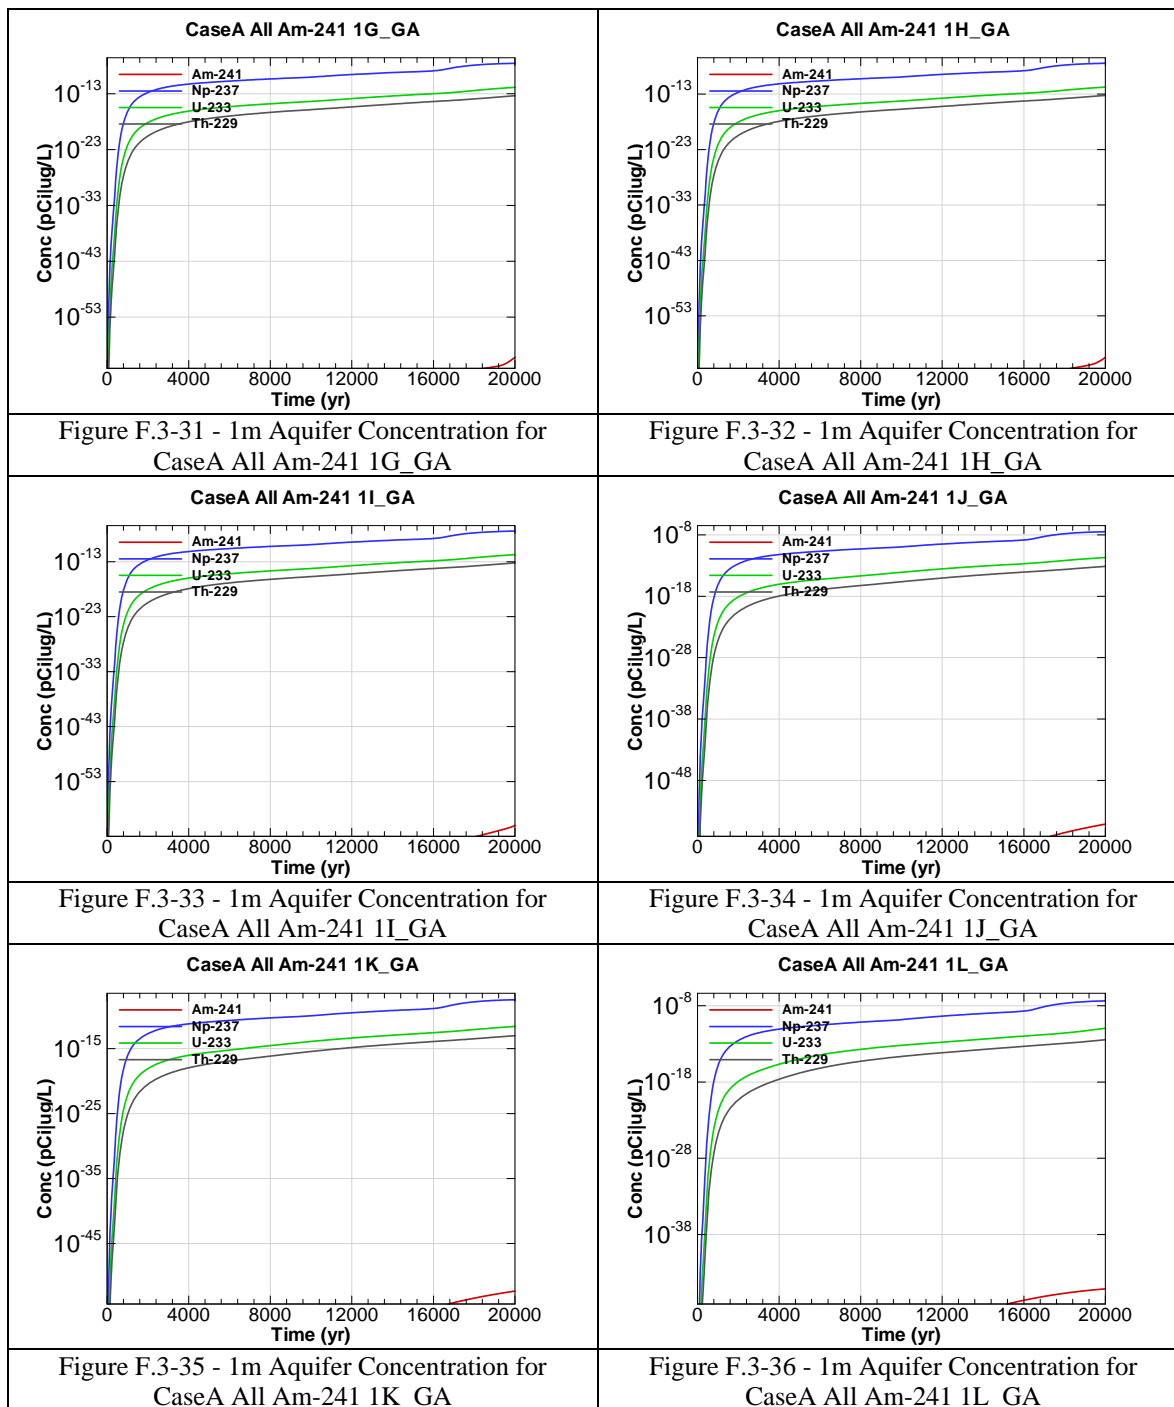 CaseA All Am-241 1G_GA
Am-241
Np-237
U-233
Th-229
10-13
10-23
10-33
10-43
10-53
Conc (pCi|ug/L)
0 4000 8000 12000 16000 20000
Time (yr)
Figure F.3-31 - 1m Aquifer Concentration for
CaseA All Am-241 1G_GA
CaseA All Am-241 1H_GA
Am-241
Np-237
U-233
Th-229
10-13
10-23
10-33
10-43
10-53
Conc (pCi|ug/L)
0 4000 8000 12000 16000 20000
Time (yr)
Figure F.3-32 - 1m Aquifer Concentration for
CaseA All Am-241 1H_GA
CaseA All Am-241 1I_GA
Am-241
Np-237
U-233
Th-229
10-13
10-23
10-33
10-43
10-53
Conc (pCi|ug/L)
0 4000 8000 12000 16000 20000
Time (yr)
Figure F.3-33 - 1m Aquifer Concentration for
CaseA All Am-241 1I_GA
CaseA All Am-241 1J_GA
Am-241
Np-237
U-233
Th-229
10-8
10-18
10-28
10-38
10-48
Conc (pCi|ug/L)
0 4000 8000 12000 16000 20000
Time (yr)
Figure F.3-34 - 1m Aquifer Concentration for
CaseA All Am-241 1J_GA
CaseA All Am-241 1K_GA
Am-241
Np-237
U-233
Th-229
10-15
10-25
10-35
10-45
Conc (pCi|ug/L)
0 4000 8000 12000 16000 20000
Time (yr)
Figure F.3-35 - 1m Aquifer Concentration for
CaseA All Am-241 1K_GA
CaseA All Am-241 1L_GA
Am-241
Np-237
U-233
Th-229
10-8
10-18
10-28
10-38
Conc (pCi|ug/L)
0 4000 8000 12000 16000 20000
Time (yr)
Figure F.3-36 - 1m Aquifer Concentration for
CaseA All Am-241 1L_GA